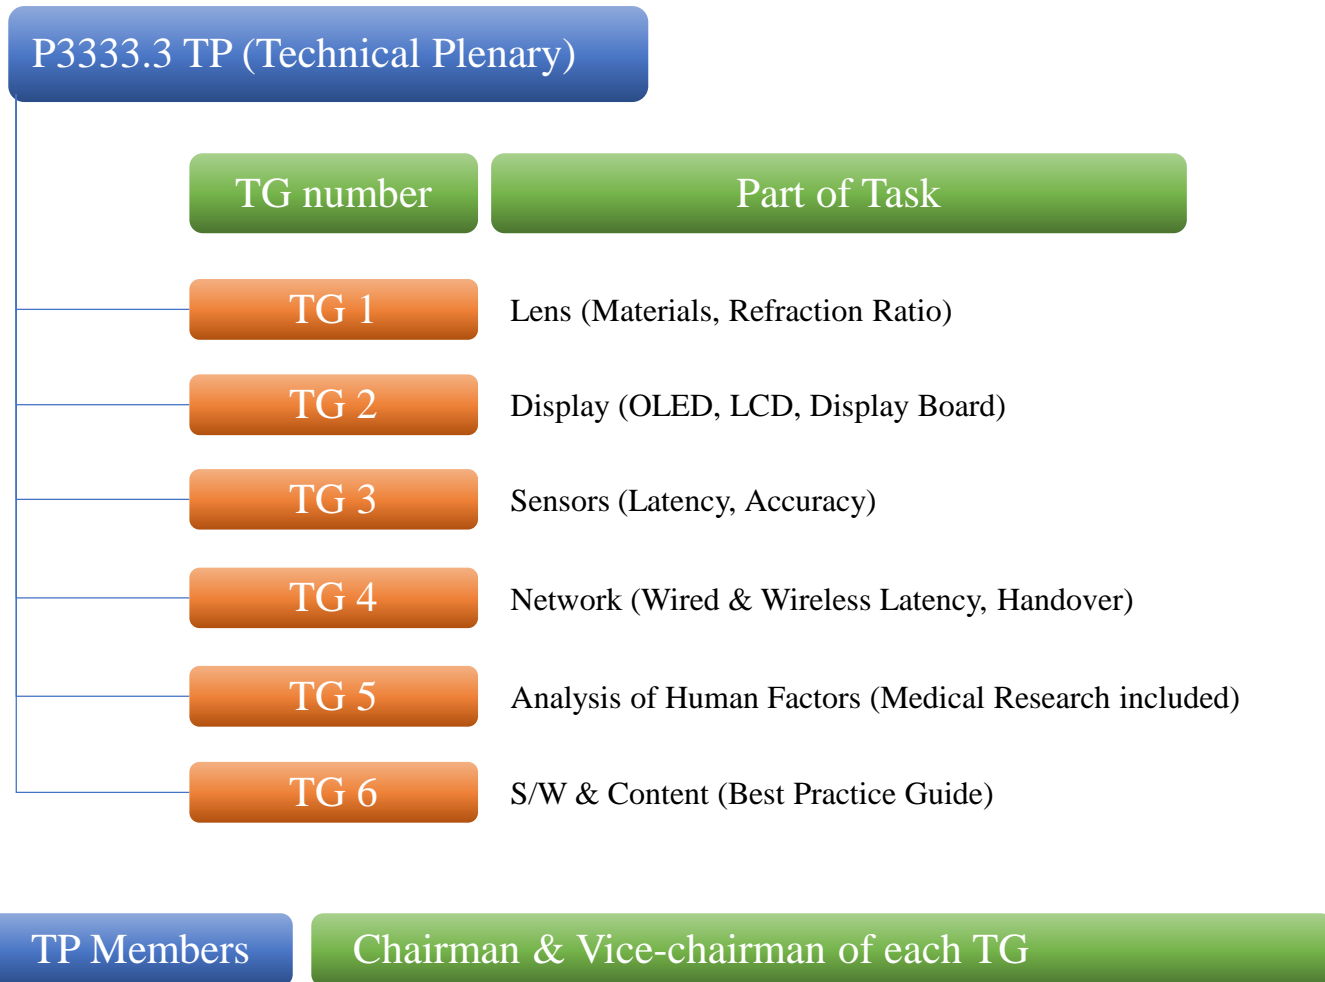 P3333.3 TP (Technical Plenary)
TG number
Part of Task
TG 1
Lens (Materials, Refraction Ratio)
TG 2
Display (OLED, LCD, Display Board)
TG 3
Sensors (Latency, Accuracy)
TG 4
Network (Wired & Wireless Latency, Handover)
TG 5
Analysis of Human Factors (Medical Research included)
TG 6
S/W & Content (Best Practice Guide)
TP Members
Chairman & Vice-chairman of each TG